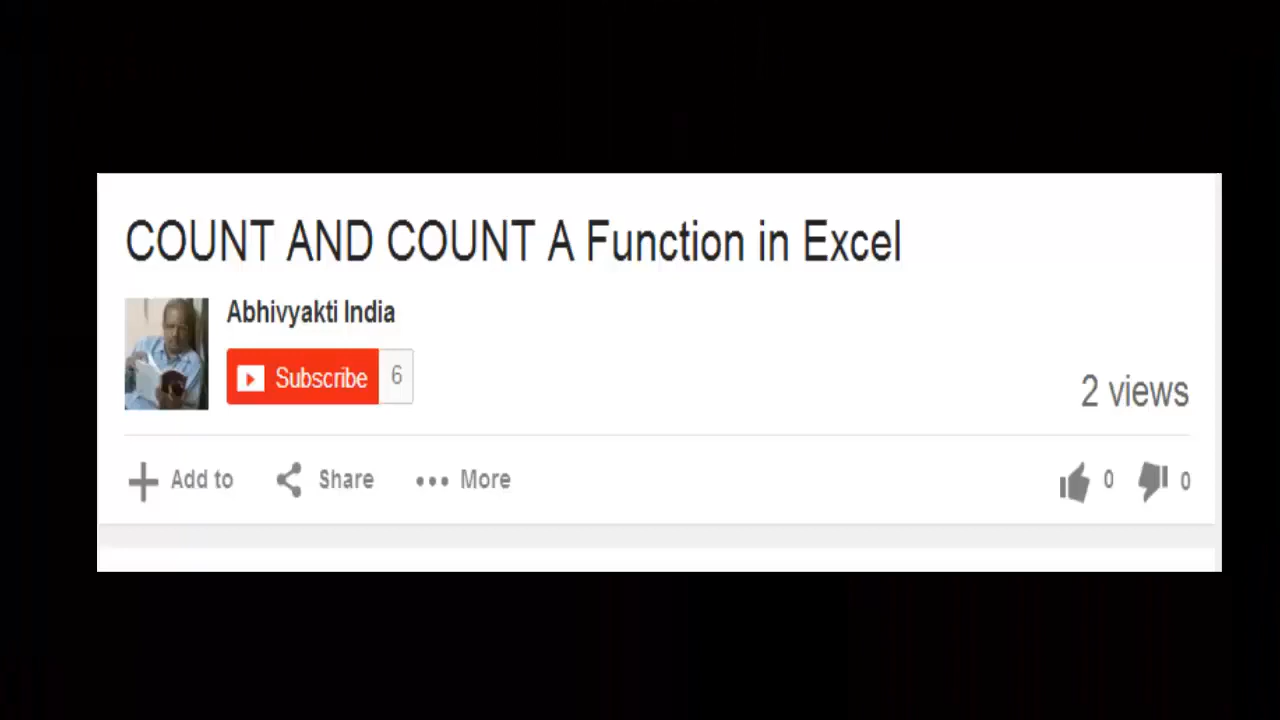 COUNT AND COUNT A Function in Excel
Abhivyakti India
Subscribe 6
2 views
Add to Share More 0 0